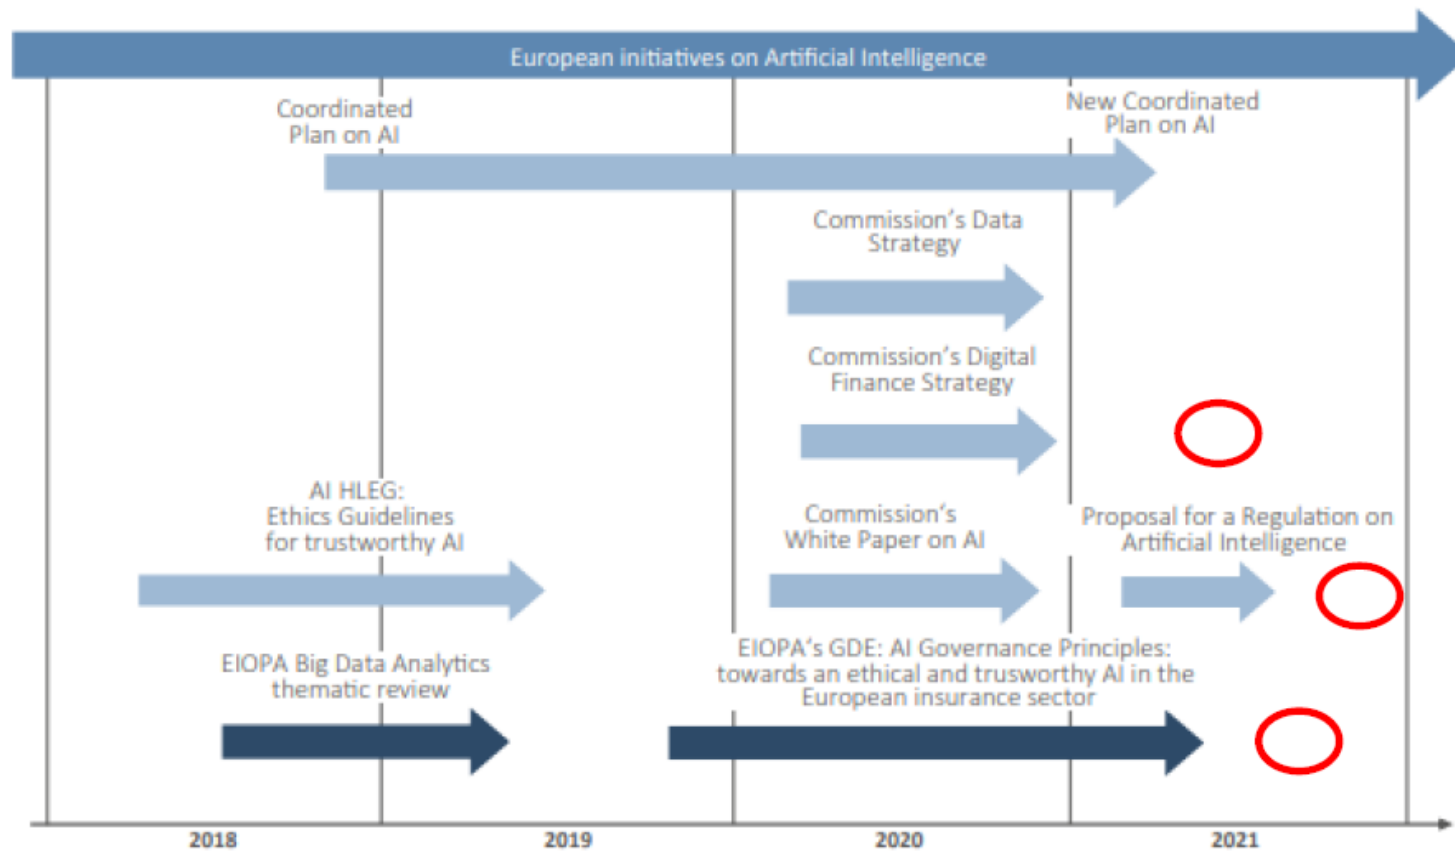 European initiatives on Artificial Intelligence
Coordinated
Plan on AI
New Coordinated
Plan on AI
Commission's Data
Strategy
Commission's Digital
Finance Strategy
AI HLEG:
Ethics Guidelines
for trustworthy AI
Commission's
White Paper on AI
Proposal for a Regulation on
Artificial Intelligence
EIOPA Big Data Analytics
thematic review
EIOPA's GDE: AI Governance Principles:
towards an ethical and trusworthy AI in the
European insurance sector
2018
2019
2020
2021